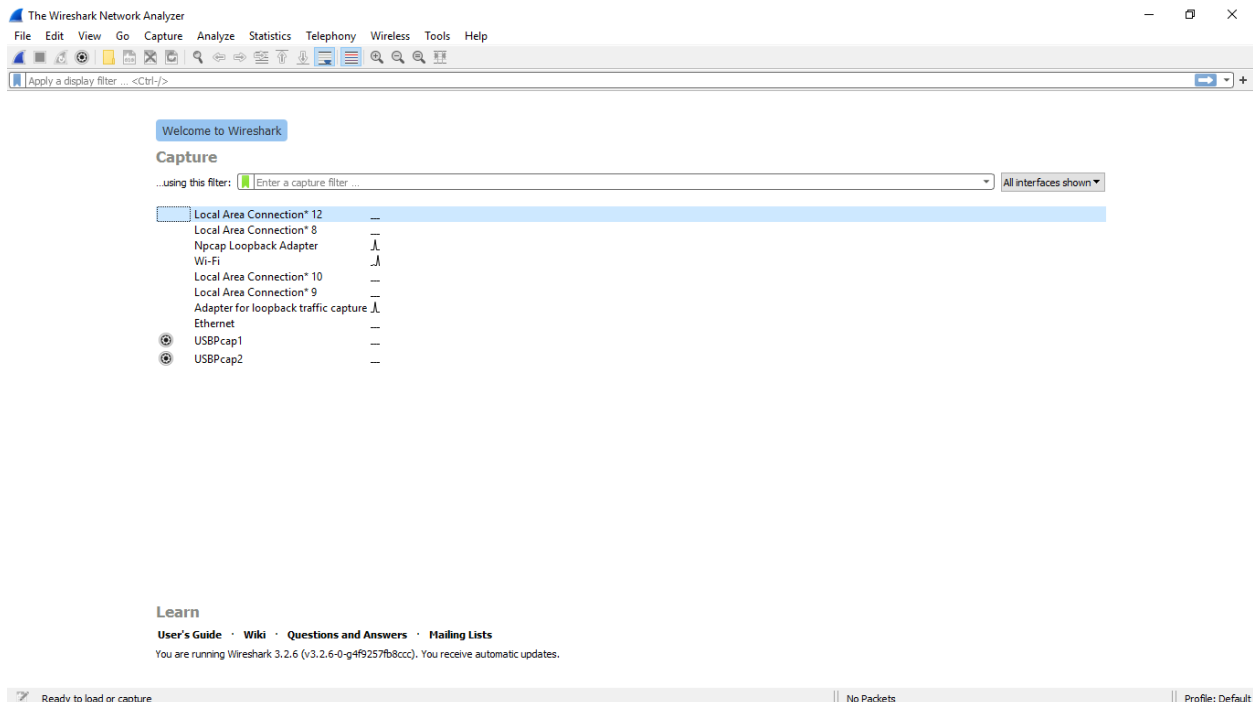 The Wireshark Network Analyzer
File Edit View Go Capture Analyze Statistics Telephony Wireless Tools Help
Apply a display filter ... <Ctrl-/>
Welcome to Wireshark
Capture
...using this filter: Enter a capture filter ... All interfaces shown
Local Area Connection* 12
Local Area Connection* 8
Npcap Loopback Adapter
Wi-Fi
Local Area Connection* 10
Local Area Connection* 9
Adapter for loopback traffic capture
Ethernet
USBPcap1
USBPcap2
Learn
User's Guide · Wiki · Questions and Answers · Mailing Lists
You are running Wireshark 3.2.6 (v3.2.6-0-g4f9257fb8ccc). You receive automatic updates.
Ready to load or capture No Packets Profile: Default